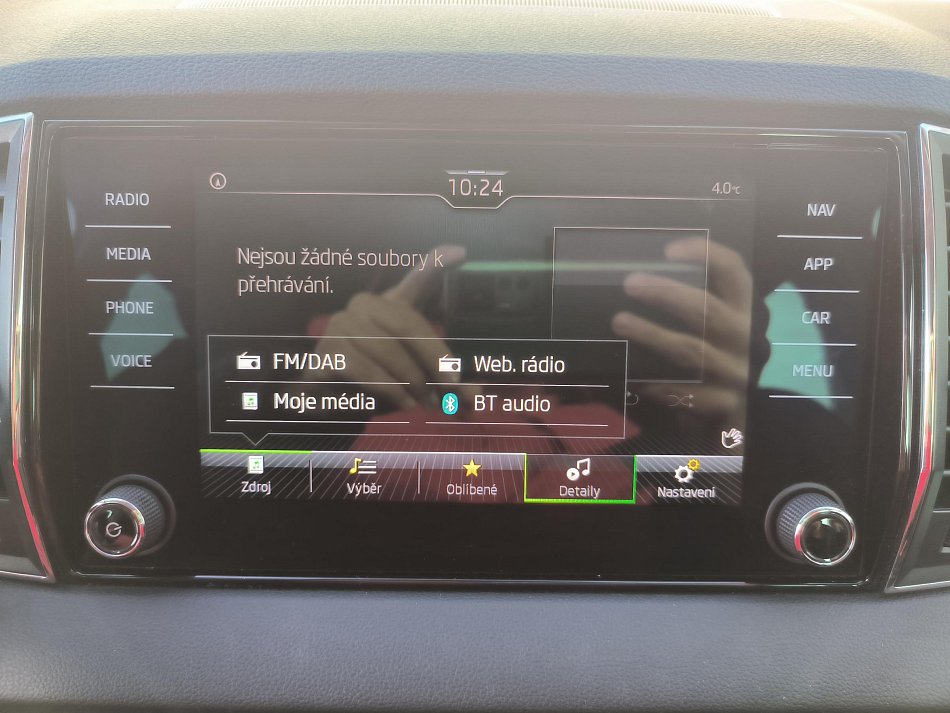 10:24
4.0°C
RADIO
MEDIA
PHONE
VOICE
NAV
APP
CAR
MENU
Nejsou žádné soubory k
přehrávání.
FM/DAB
Web. rádio
Moje média
BT audio
Zdroj
Výběr
Oblíbené
Detaily
Nastavení